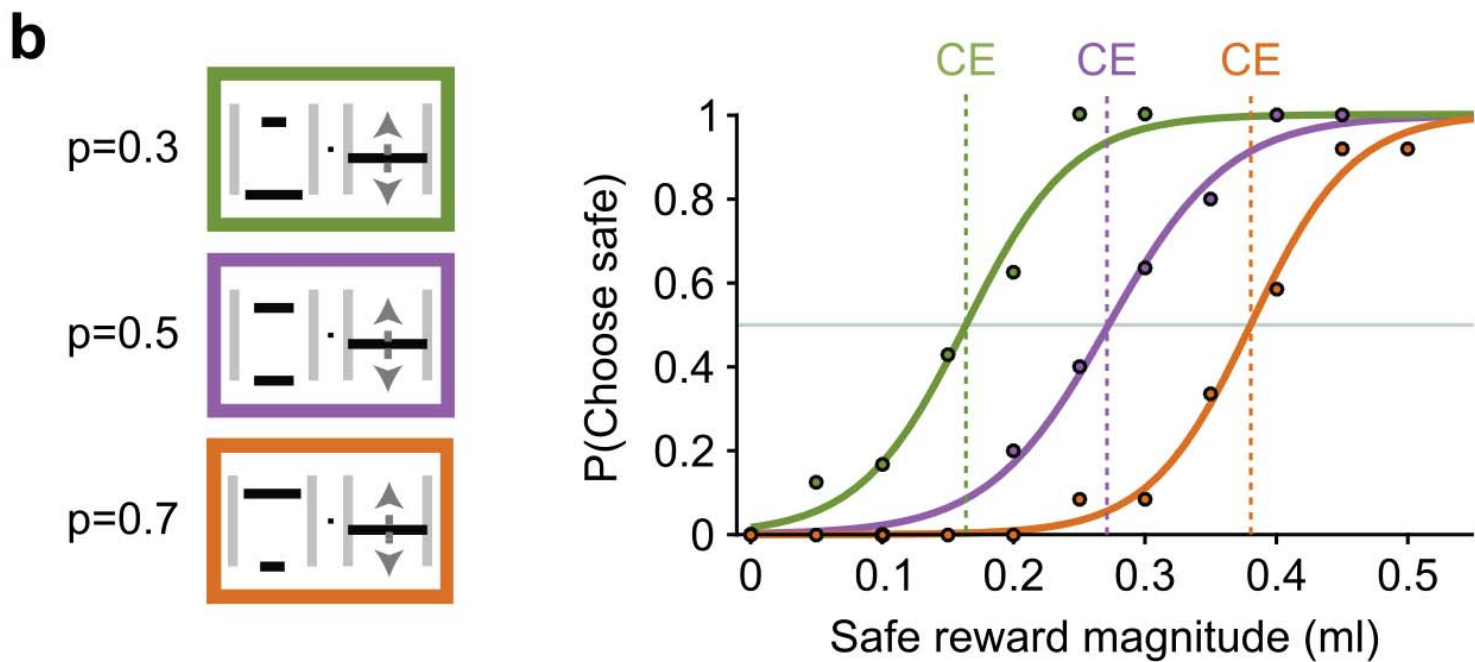 b
p=0.3
p=0.5
p=0.7
CE CE CE
P(Choose safe)
1
0.8
0.6
0.4
0.2
0
0 0.1 0.2 0.3 0.4 0.5
Safe reward magnitude (ml)